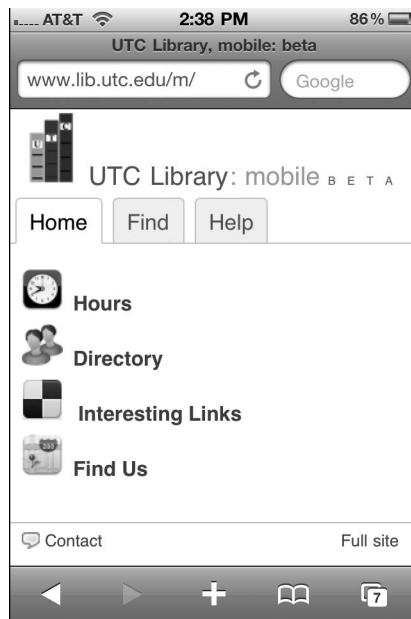 AT&T 2:38 PM 86%
UTC Library, mobile: beta
www.lib.utc.edu/m/ Google
U T C
UTC Library: mobile B E T A
Home Find Help
Hours
Directory
Interesting Links
280
Find Us
Contact Full site
7